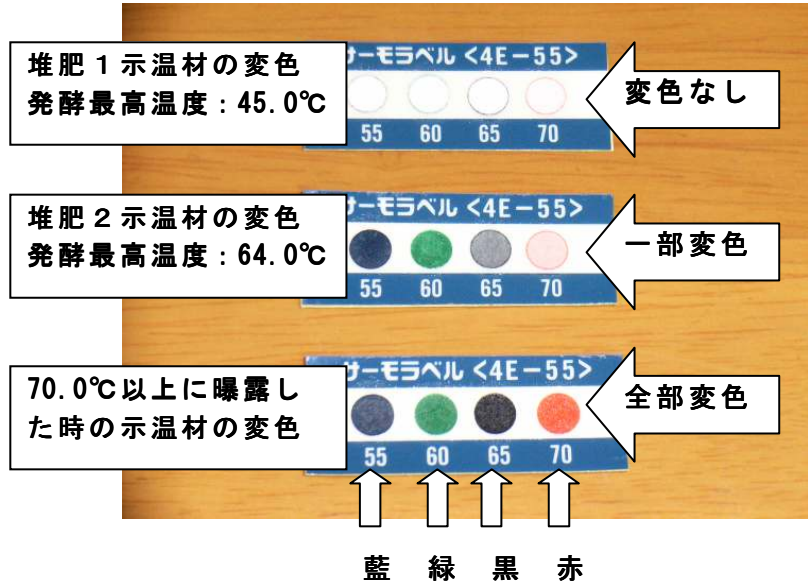 堆肥１示温材の変色
発酵最高温度：45.0℃
サーモラベル <4E-55>
55 60 65 70
変色なし
堆肥２示温材の変色
発酵最高温度：64.0℃
サーモラベル <4E-55>
55 60 65 70
一部変色
70.0℃以上に曝露し
た時の示温材の変色
サーモラベル <4E-55>
55 60 65 70
全部変色
藍 緑 黒 赤